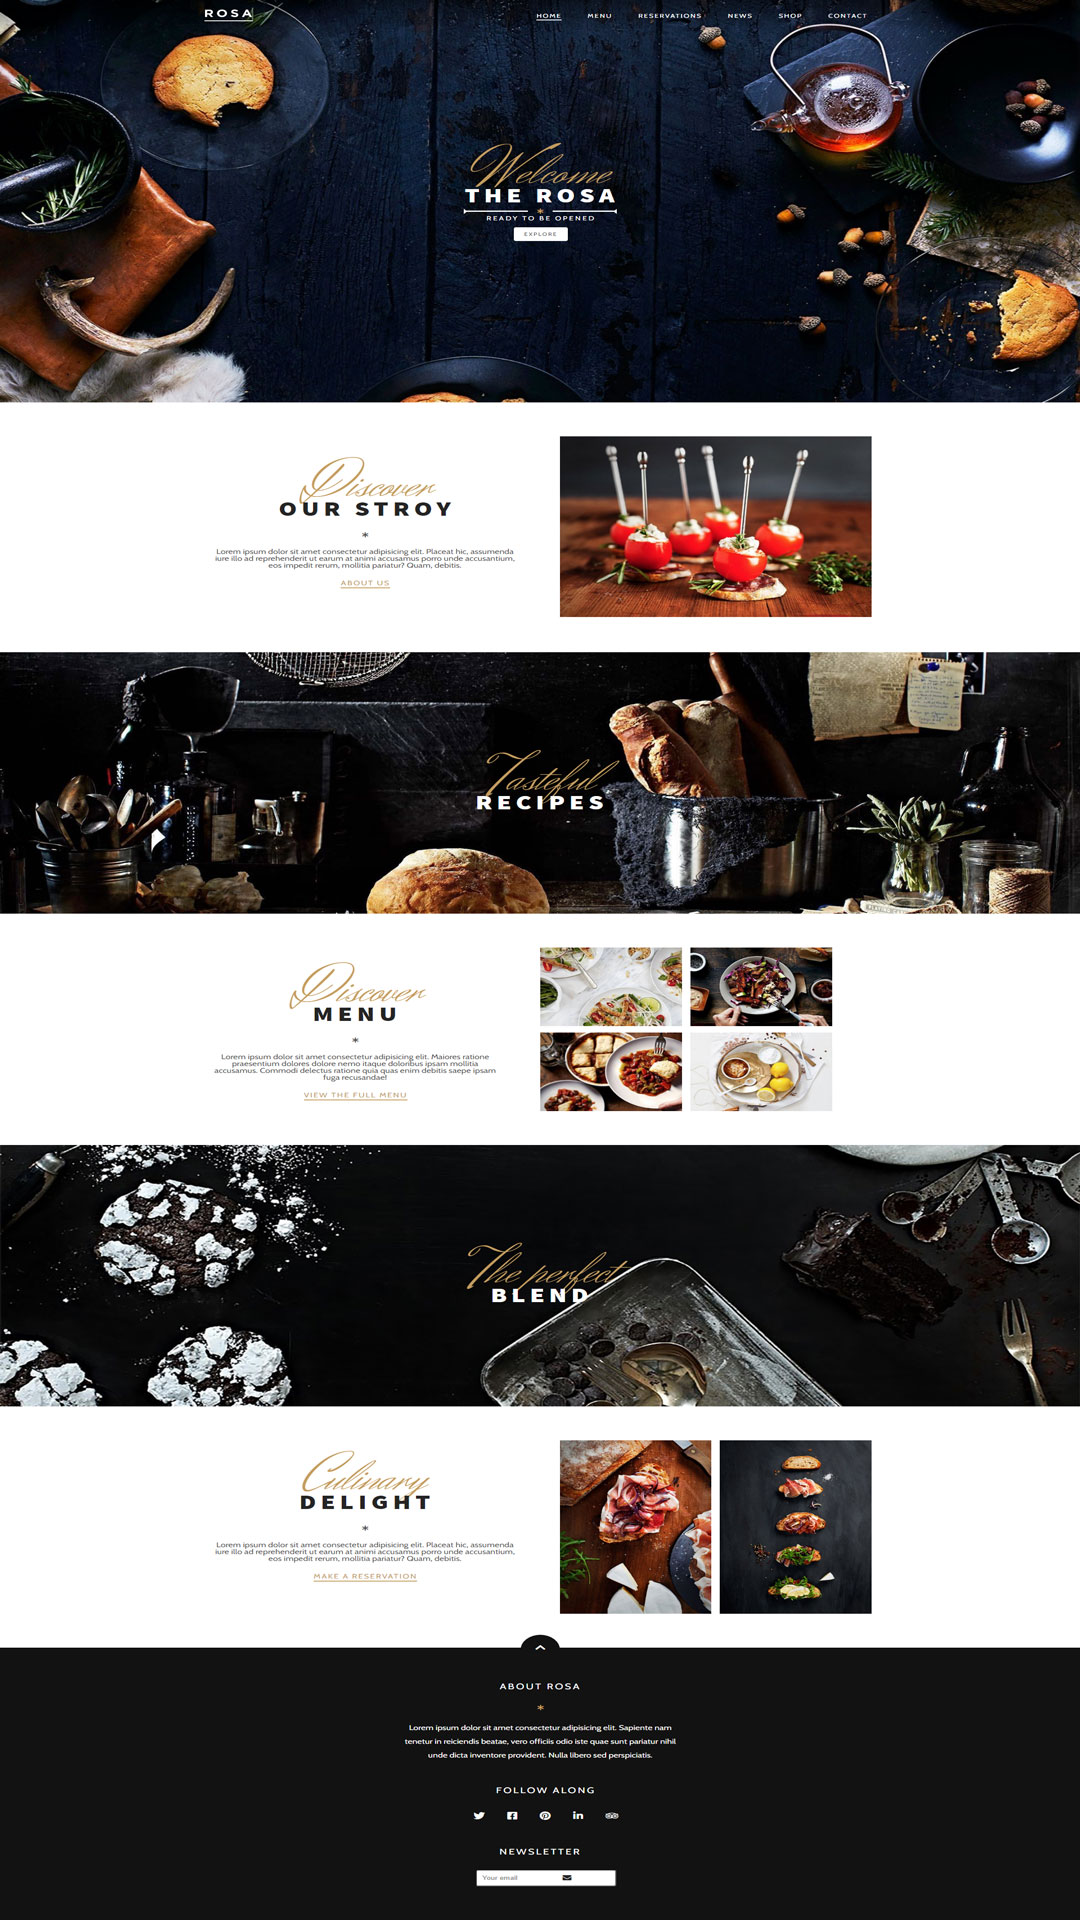 ROSA
HOME MENU RESERVATIONS NEWS SHOP CONTACT
Welcome
THE ROSA
*
READY TO BE OPENED
EXPLORE
Discover
OUR STROY
*
Lorem ipsum dolor sit amet consectetur adipisicing elit. Placeat hic, assumenda
iure illo ad reprehenderit ut earum at animi accusamus porro unde accusantium,
eos impedit rerum, mollitia pariatur? Quam, debitis.
ABOUT US
Tasteful
RECIPES
Discover
MENU
*
Lorem ipsum dolor sit amet consectetur adipisicing elit. Maiores ratione
praesentium dolores dolore nemo itaque doloribus ipsam mollitia
accusamus. Commodi delectus ratione quia quas enim debitis saepe ipsam
fuga recusandae!
VIEW THE FULL MENU
The perfect
BLEND
Culinary
DELIGHT
*
Lorem ipsum dolor sit amet consectetur adipisicing elit. Placeat hic, assumenda
iure illo ad reprehenderit ut earum at animi accusamus porro unde accusantium,
eos impedit rerum, mollitia pariatur? Quam, debitis.
MAKE A RESERVATION
ABOUT ROSA
*
Lorem ipsum dolor sit amet consectetur adipisicing elit. Sapiente nam
tenetur in reiciendis beatae, vero officiis odio iste quae sunt pariatur nihil
unde dicta inventore provident. Nulla libero sed perspiciatis.
FOLLOW ALONG
NEWSLETTER
Your email